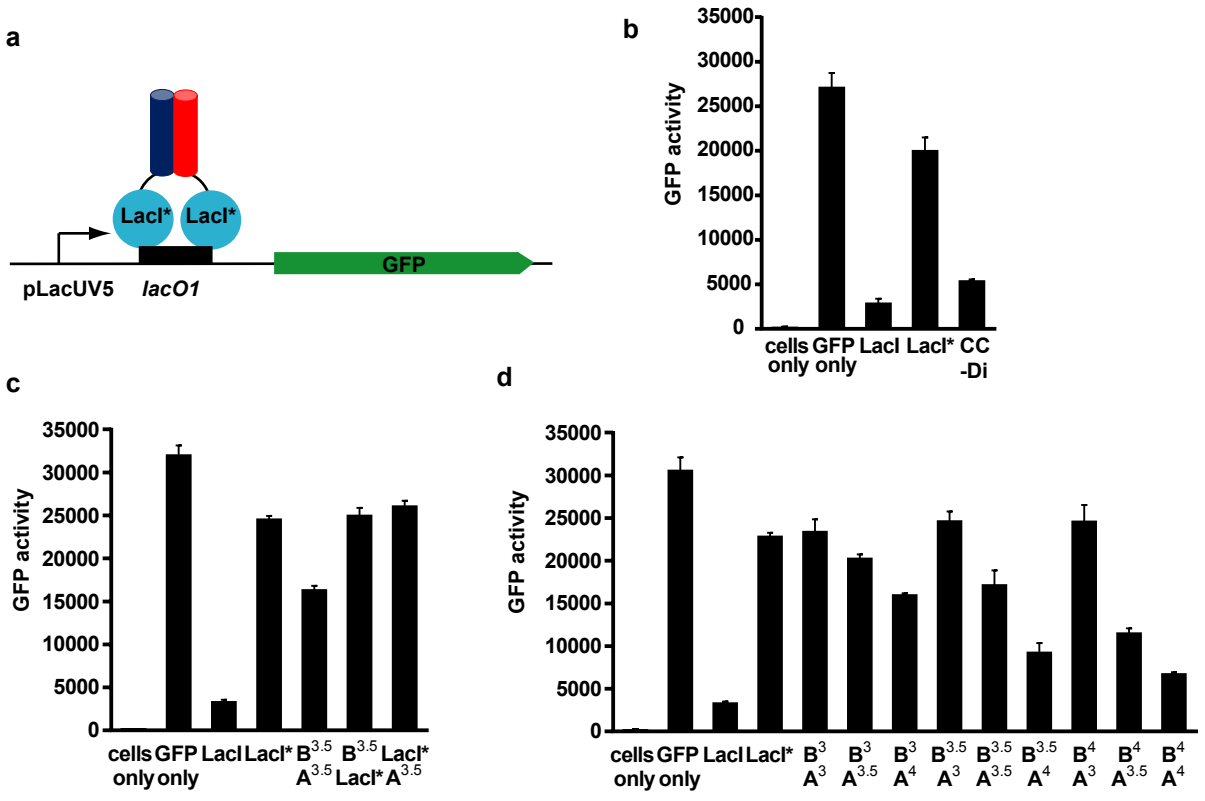 a
LacI* LacI*
GFP
pLacUV5 lacO1
b
GFP activity
35000
30000
25000
20000
15000
10000
5000
0
cells only
GFP only
LacI
LacI*
CC -Di
c
GFP activity
35000
30000
25000
20000
15000
10000
5000
0
cells only
GFP only
LacI
LacI*
B3.5 A3.5
B3.5 LacI*
LacI* A3.5
d
GFP activity
35000
30000
25000
20000
15000
10000
5000
0
cells only
GFP only
LacI
LacI*
B3 A3
B3 A3.5
B3 A4
B3.5 A3
B3.5 A3.5
B3.5 A4
B4 A3
B4 A3.5
B4 A4